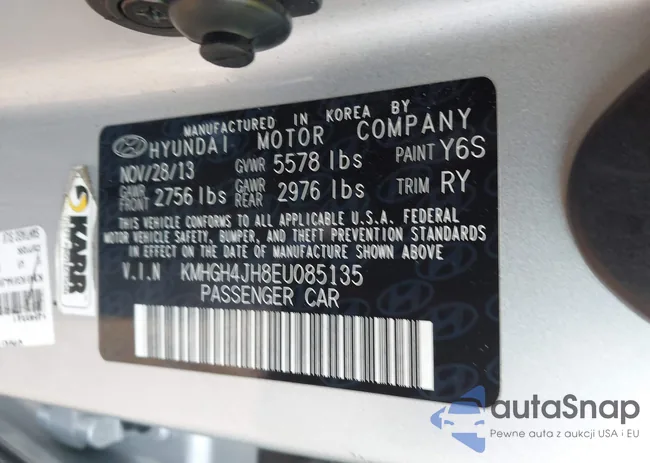 MANUFACTURED IN KOREA BY
HYUNDAI MOTOR COMPANY
NOV/28/13 GVWR 5578 lbs PAINT Y6S
GAWR FRONT 2756 lbs GAWR REAR 2976 lbs TRIM RY
THIS VEHICLE CONFORMS TO ALL APPLICABLE U.S.A. FEDERAL
MOTOR VEHICLE SAFETY, BUMPER, AND THEFT PREVENTION STANDARDS
IN EFFECT ON THE DATE OF MANUFACTURE SHOWN ABOVE.
V.I.N KMHGH4JH8EU085135
PASSENGER CAR
KARR
autoSnap
Pewne auta z aukcji USA i EU